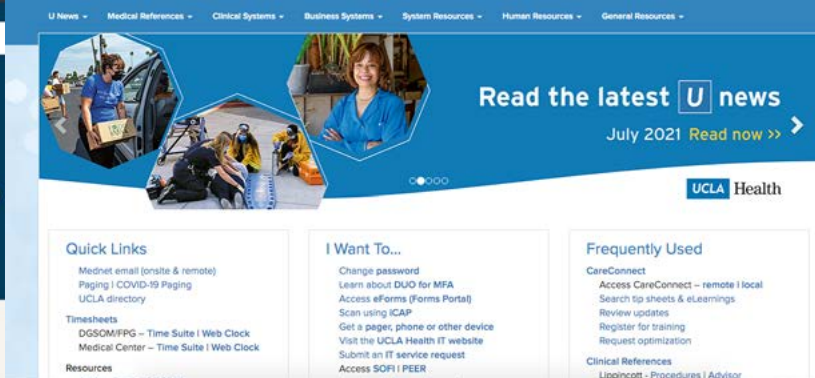 U News Medical References Clinical Systems Business Systems System Resources Human Resources General Resources
Read the latest U news
July 2021 Read now >>
UCLA Health
Quick Links
Mednet email (onsite & remote)
Paging | COVID-19 Paging
UCLA directory
Timesheets
DGSOM/FPG – Time Suite | Web Clock
Medical Center – Time Suite | Web Clock
Resources
I Want To...
Change password
Learn about DUO for MFA
Access eForms (Forms Portal)
Scan using iCAP
Get a pager, phone or other device
Visit the UCLA Health IT website
Submit an IT service request
Access SOFI | PEER
Frequently Used
CareConnect
Access CareConnect – remote | local
Search tip sheets & eLearnings
Review updates
Register for training
Request optimization
Clinical References
Lippincott - Procedures | Advisor